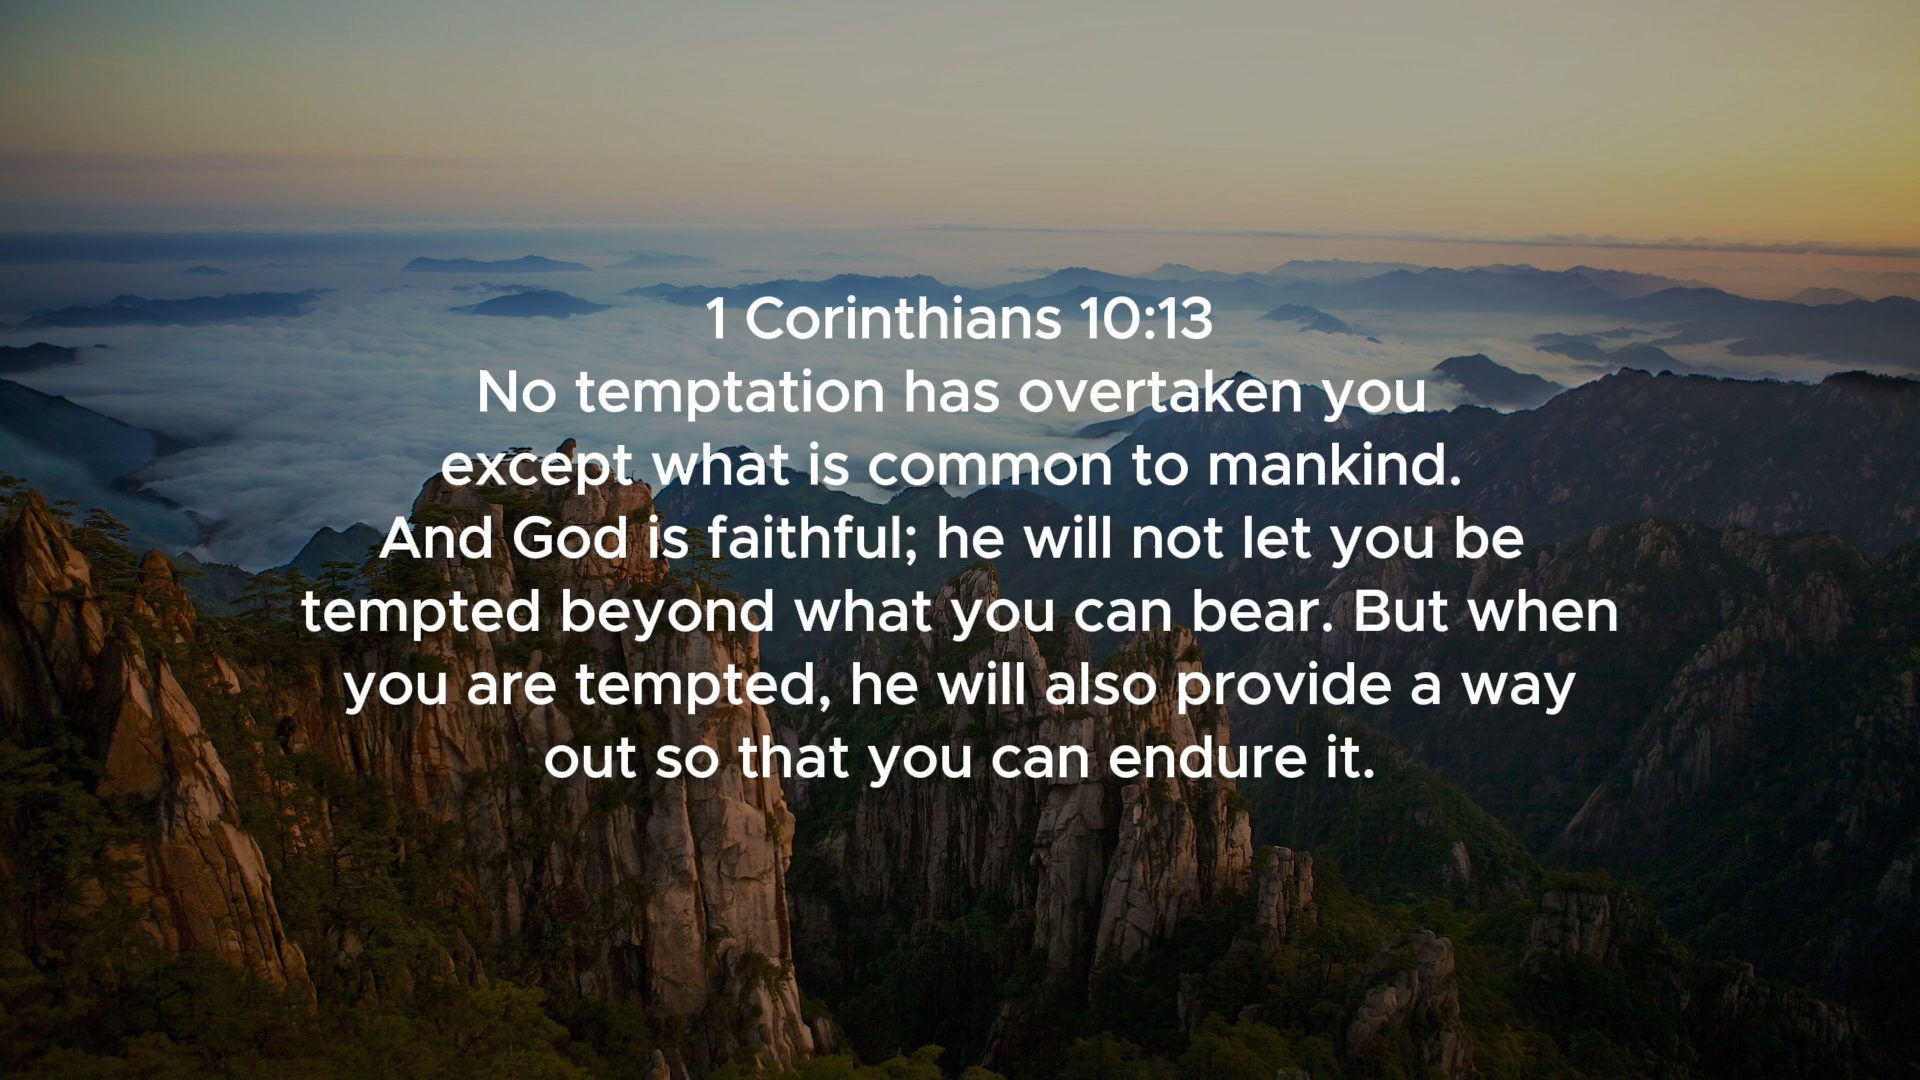 1 Corinthians 10:13
No temptation has overtaken you
except what is common to mankind.
And God is faithful; he will not let you be
tempted beyond what you can bear. But when
you are tempted, he will also provide a way
out so that you can endure it.